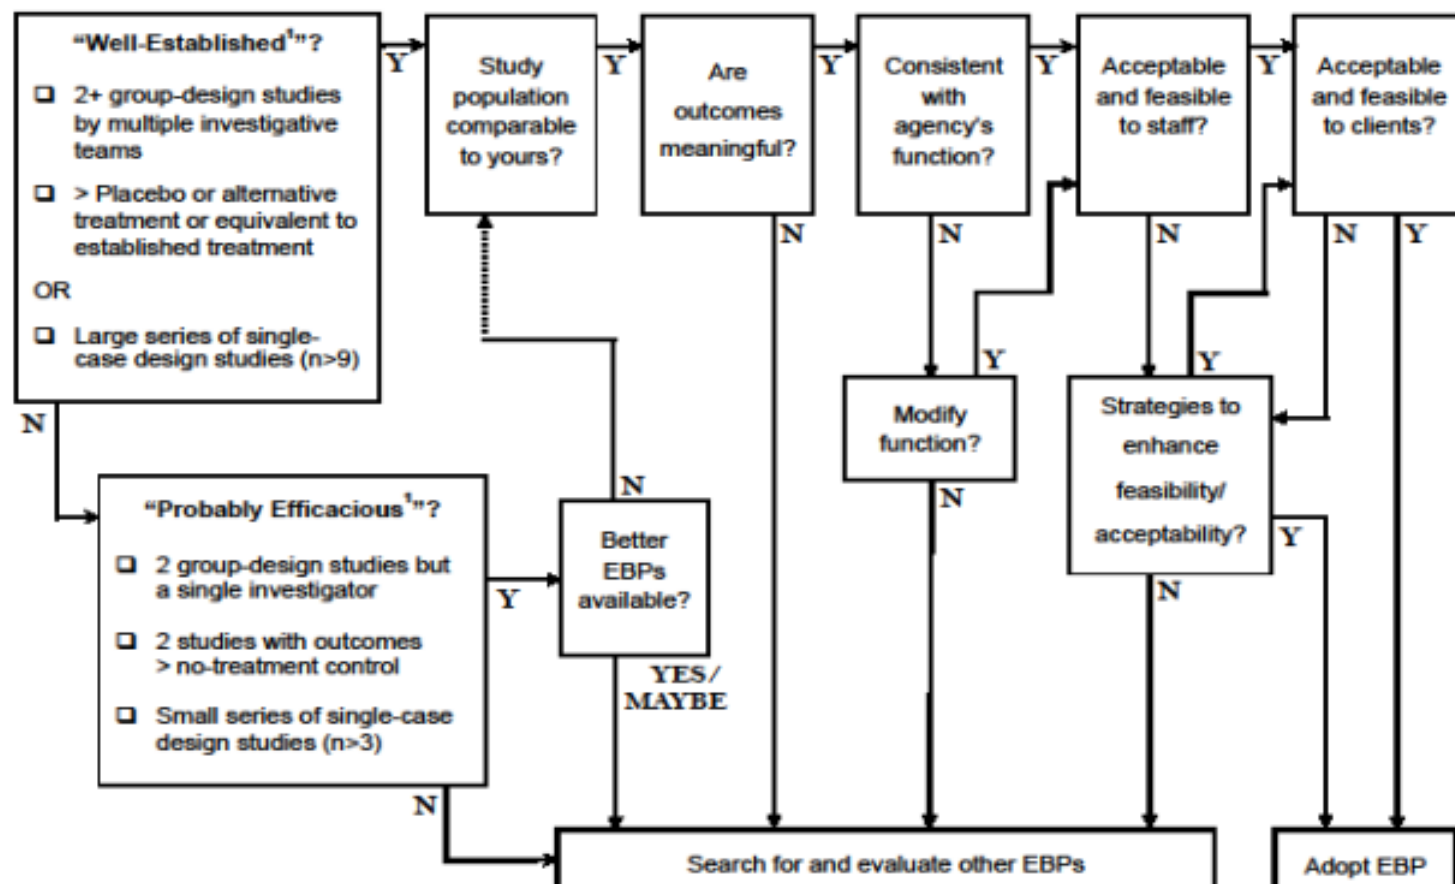 “Well-Established¹”?
❑ 2+ group-design studies
by multiple investigative
teams
❑ > Placebo or alternative
treatment or equivalent to
established treatment
OR
❑ Large series of single-
case design studies (n>9)
Y
N
Study
population
comparable
to yours?
Y
Are
outcomes
meaningful?
Y
N
Consistent
with
agency's
function?
Y
N
Acceptable
and feasible
to staff?
Y
N
Acceptable
and feasible
to clients?
N
Y
Modify
function?
Y
N
Strategies to
enhance
feasibility/
acceptability?
Y
Y
N
“Probably Efficacious¹”?
❑ 2 group-design studies but
a single investigator
❑ 2 studies with outcomes
> no-treatment control
❑ Small series of single-case
design studies (n>3)
Y
N
Better
EBPs
available?
N
YES/
MAYBE
Search for and evaluate other EBPs
Adopt EBP